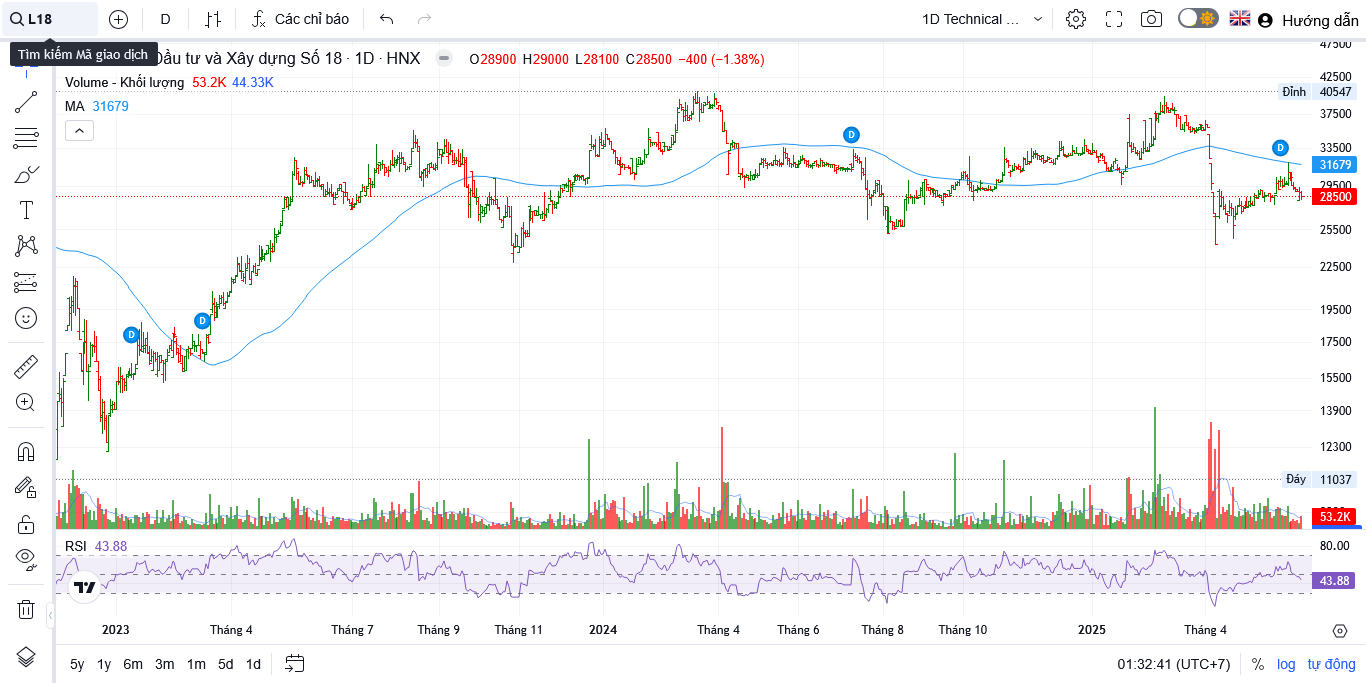 L18 D Các chỉ báo 1D Technical ... Hướng dẫn
Tìm kiếm Mã giao dịch
Đầu tư và Xây dựng Số 18 · 1D · HNX O28900 H29000 L28100 C28500 −400 (−1.38%)
Volume - Khối lượng 53.2K 44.33K
MA 31679
47500
42500
Đỉnh 40547
37500
33500
31679
29500
28500
25500
22500
19500
17500
15500
13900
12300
Đáy 11037
53.2K
RSI 43.88
80.00
43.88
D
D
D
D
2023 Tháng 4 Tháng 7 Tháng 9 Tháng 11 2024 Tháng 4 Tháng 6 Tháng 8 Tháng 10 2025 Tháng 4
5y 1y 6m 3m 1m 5d 1d 01:32:41 (UTC+7) % log tự động